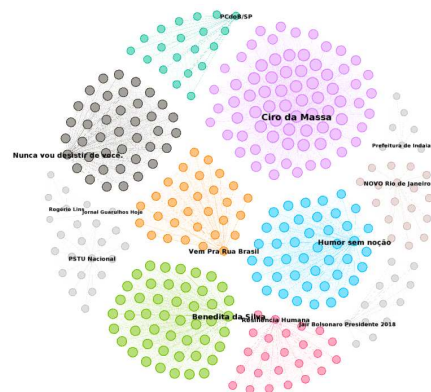 PCdoB/SP
Ciro da Massa
Prefeitura de Indaia
Nunca vou desistir de você.
NOVO Rio de Janeiro
Rogério Lins
Jornal Guarulhos Hoje
Humor sem noção
Vem Pra Rua Brasil
PSTU Nacional
Benedita da Silva
Resiliência Humana
Jair Bolsonaro Presidente 2018